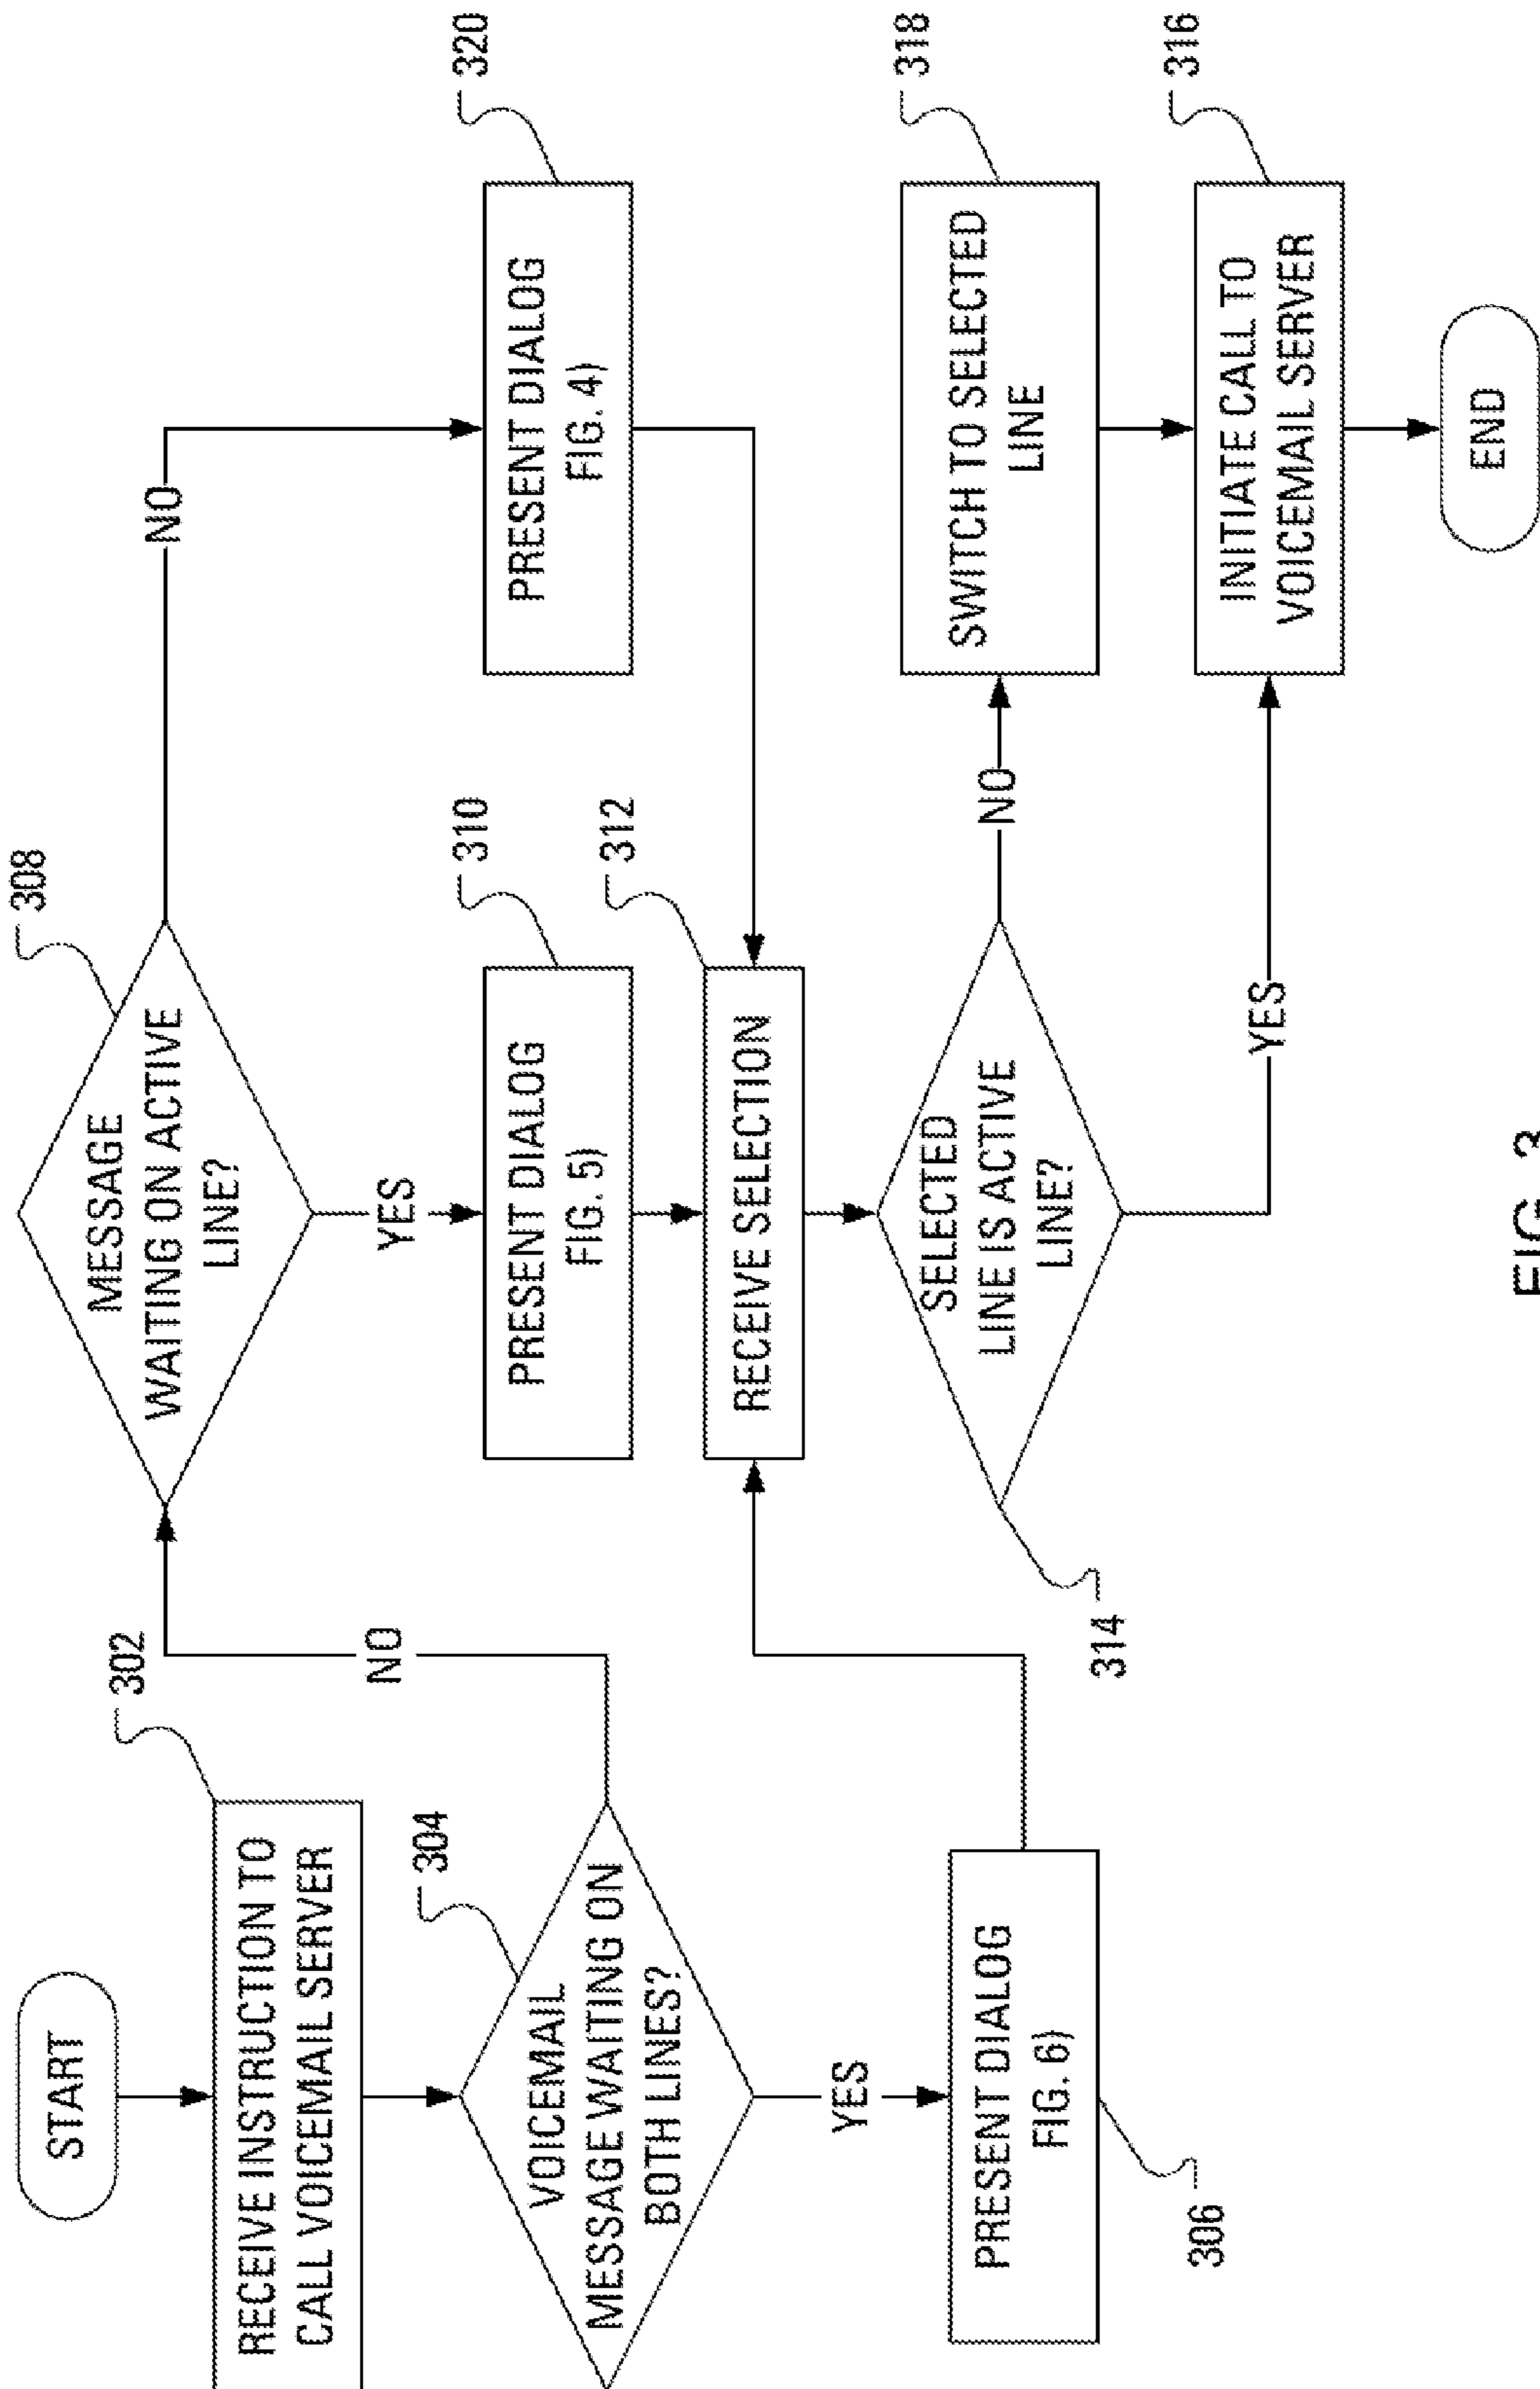 START
302
RECEIVE INSTRUCTION TO
CALL VOICEMAIL SERVER
304
VOICEMAIL
MESSAGE WAITING ON
BOTH LINES?
NO
YES
PRESENT DIALOG
FIG. 6)
306
308
MESSAGE
WAITING ON ACTIVE
LINE?
NO
YES
310
PRESENT DIALOG
FIG. 5)
320
PRESENT DIALOG
FIG. 4)
312
RECEIVE SELECTION
314
SELECTED
LINE IS ACTIVE
LINE?
NO
YES
318
SWITCH TO SELECTED
LINE
316
INITIATE CALL TO
VOICEMAIL SERVER
END
FIG. 3